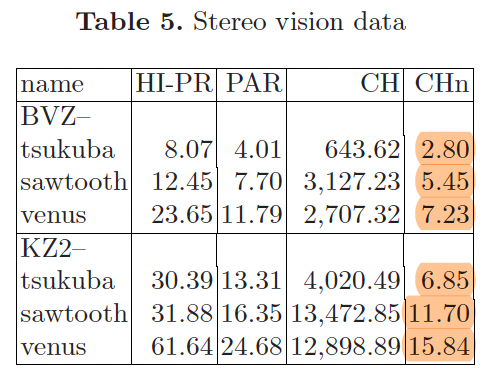 Table 5. Stereo vision data
name HI-PR PAR CH CHn
BVZ–
tsukuba 8.07 4.01 643.62 2.80
sawtooth 12.45 7.70 3,127.23 5.45
venus 23.65 11.79 2,707.32 7.23
KZ2–
tsukuba 30.39 13.31 4,020.49 6.85
sawtooth 31.88 16.35 13,472.85 11.70
venus 61.64 24.68 12,898.89 15.84